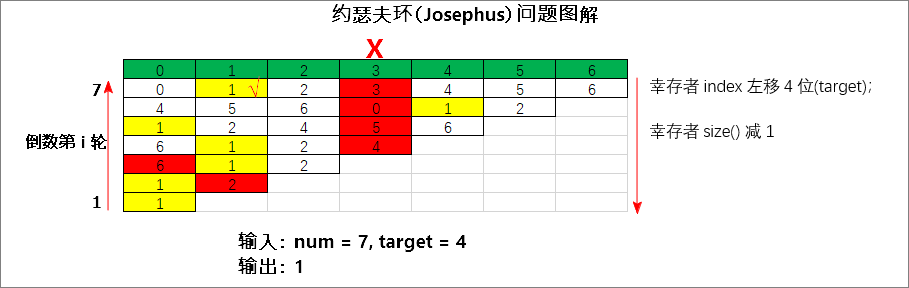 约瑟夫环(Josephus)问题图解
X
0 1 2 3 4 5 6
7 0 1 √ 2 3 4 5 6
4 5 6 0 1 2
1 2 4 5 6
倒数第 i 轮 6 1 2 4
6 1 2
1 2
1 1
幸存者 index 左移 4 位(target);
幸存者 size() 减 1
输入: num = 7, target = 4
输出: 1